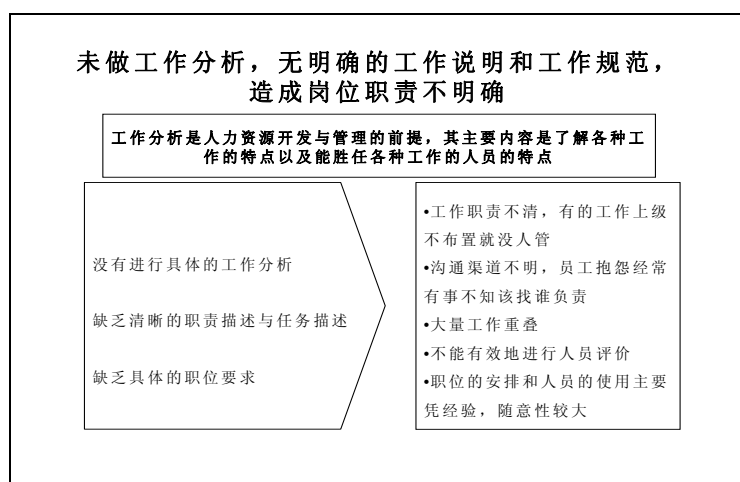 未做工作分析，无明确的工作说明和工作规范，
造成岗位职责不明确
工作分析是人力资源开发与管理的前提，其主要内容是了解各种工
作的特点以及能胜任各种工作的人员的特点
没有进行具体的工作分析
缺乏清晰的职责描述与任务描述
缺乏具体的职位要求
•工作职责不清，有的工作上级
不布置就没人管
•沟通渠道不明，员工抱怨经常
有事不知该找谁负责
•大量工作重叠
•不能有效地进行人员评价
•职位的安排和人员的使用主要
凭经验，随意性较大